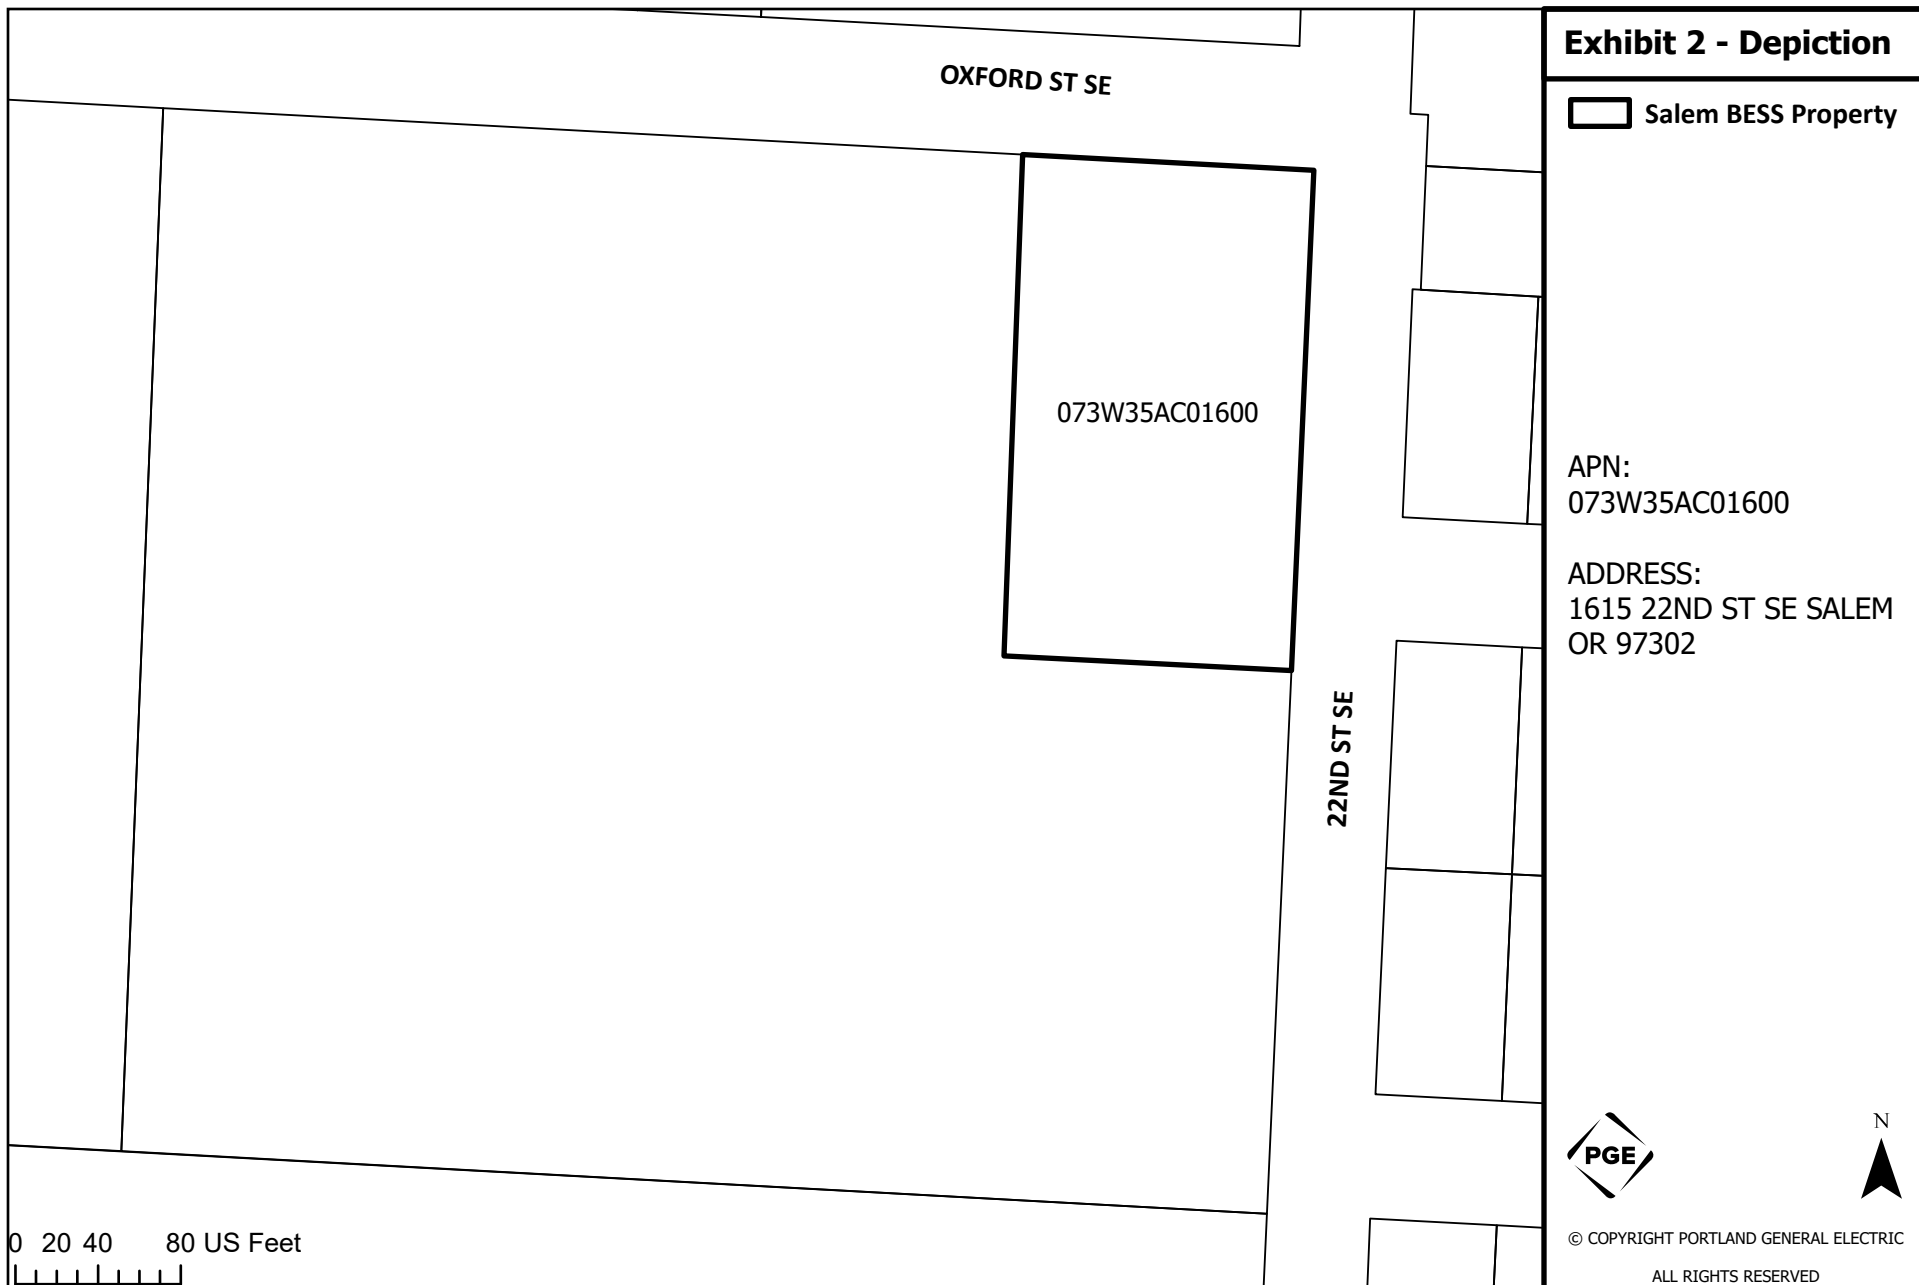 Exhibit 2 - Depiction
Salem BESS Property
OXFORD ST SE
073W35AC01600
22ND ST SE
APN:
073W35AC01600
ADDRESS:
1615 22ND ST SE SALEM
OR 97302
PGE
N
0 20 40 80 US Feet
© COPYRIGHT PORTLAND GENERAL ELECTRIC
ALL RIGHTS RESERVED